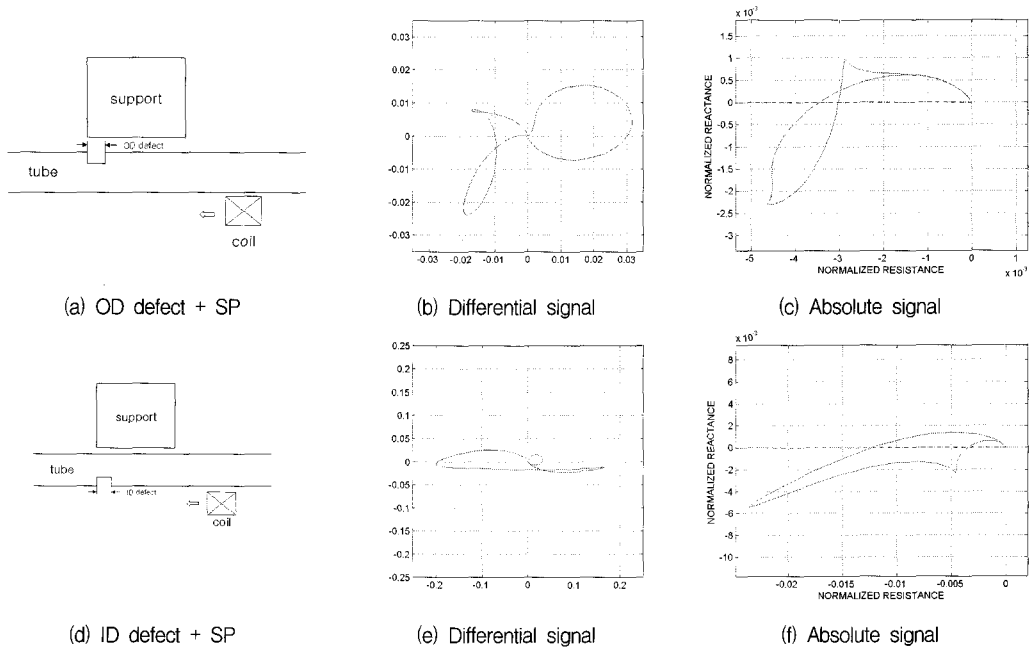 support
OD defect
tube
coil
(a) OD defect + SP
0.03
0.02
0.01
0
-0.01
-0.02
-0.03
-0.03 -0.02 -0.01 0 0.01 0.02 0.03
(b) Differential signal
x 10⁻³
NORMALIZED REACTANCE
1.5
1
0.5
0
-0.5
-1
-1.5
-2
-2.5
-3
-5 -4 -3 -2 -1 0 1
NORMALIZED RESISTANCE
x 10⁻³
(c) Absolute signal
support
tube
ID defect
coil
(d) ID defect + SP
0.25
0.2
0.15
0.1
0.05
0
-0.05
-0.1
-0.15
-0.2
-0.25
-0.2 -0.1 0 0.1 0.2
(e) Differential signal
x 10⁻³
NORMALIZED REACTANCE
8
6
4
2
0
-2
-4
-6
-8
-10
-0.02 -0.015 -0.01 -0.005 0
NORMALIZED RESISTANCE
(f) Absolute signal